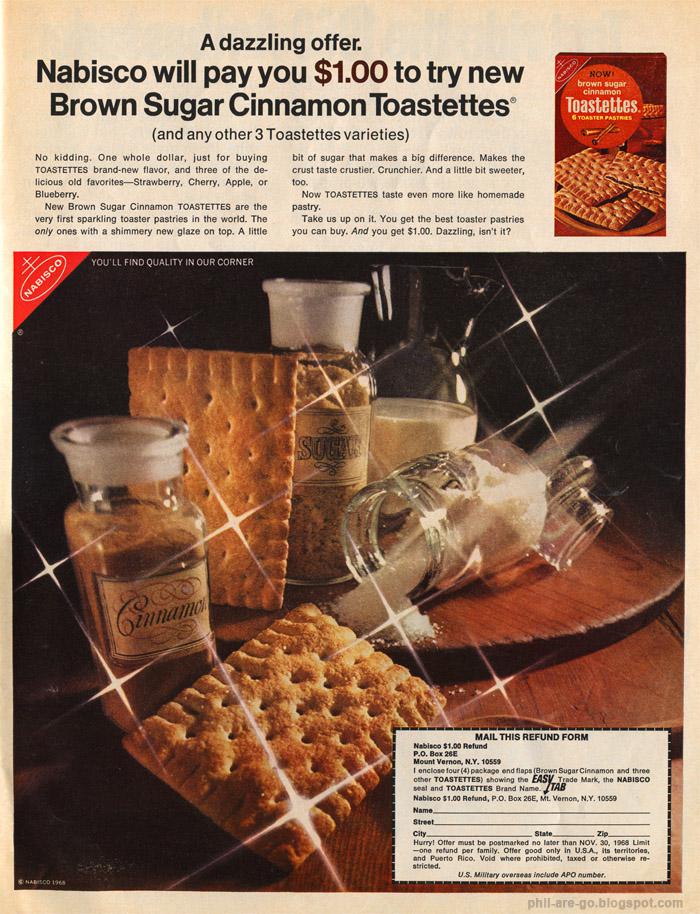 A dazzling offer.
Nabisco will pay you $1.00 to try new
Brown Sugar Cinnamon Toastettes®
(and any other 3 Toastettes varieties)
No kidding. One whole dollar, just for buying
TOASTETTES brand-new flavor, and three of the de-
licious old favorites—Strawberry, Cherry, Apple, or
Blueberry.
New Brown Sugar Cinnamon TOASTETTES are the
very first sparkling toaster pastries in the world. The
only ones with a shimmery new glaze on top. A little
bit of sugar that makes a big difference. Makes the
crust taste crustier. Crunchier. And a little bit sweeter,
too.
Now TOASTETTES taste even more like homemade
pastry.
Take us up on it. You get the best toaster pastries
you can buy. And you get $1.00. Dazzling, isn't it?
NABISCO
NOW!
brown sugar
cinnamon
Toastettes
6 TOASTER PASTRIES
NABISCO
®
YOU'LL FIND QUALITY IN OUR CORNER
SUGAR
Cinnamon
MAIL THIS REFUND FORM
Nabisco $1.00 Refund
P.O. Box 26E
Mount Vernon, N.Y. 10559
I enclose four (4) package end flaps (Brown Sugar Cinnamon and three
other TOASTETTES) showing the EASY Trade Mark, the NABISCO
seal and TOASTETTES Brand Name. TAB
Nabisco $1.00 Refund, P.O. Box 26E, Mt. Vernon, N.Y. 10559
Name
Street
City State Zip
Hurry! Offer must be postmarked no later than NOV. 30, 1968 Limit
—one refund per family. Offer good only in U.S.A., its territories,
and Puerto Rico. Void where prohibited, taxed or otherwise re-
stricted.
U.S. Military overseas include APO number.
© NABISCO 1968
phil-are-go.blogspot.com